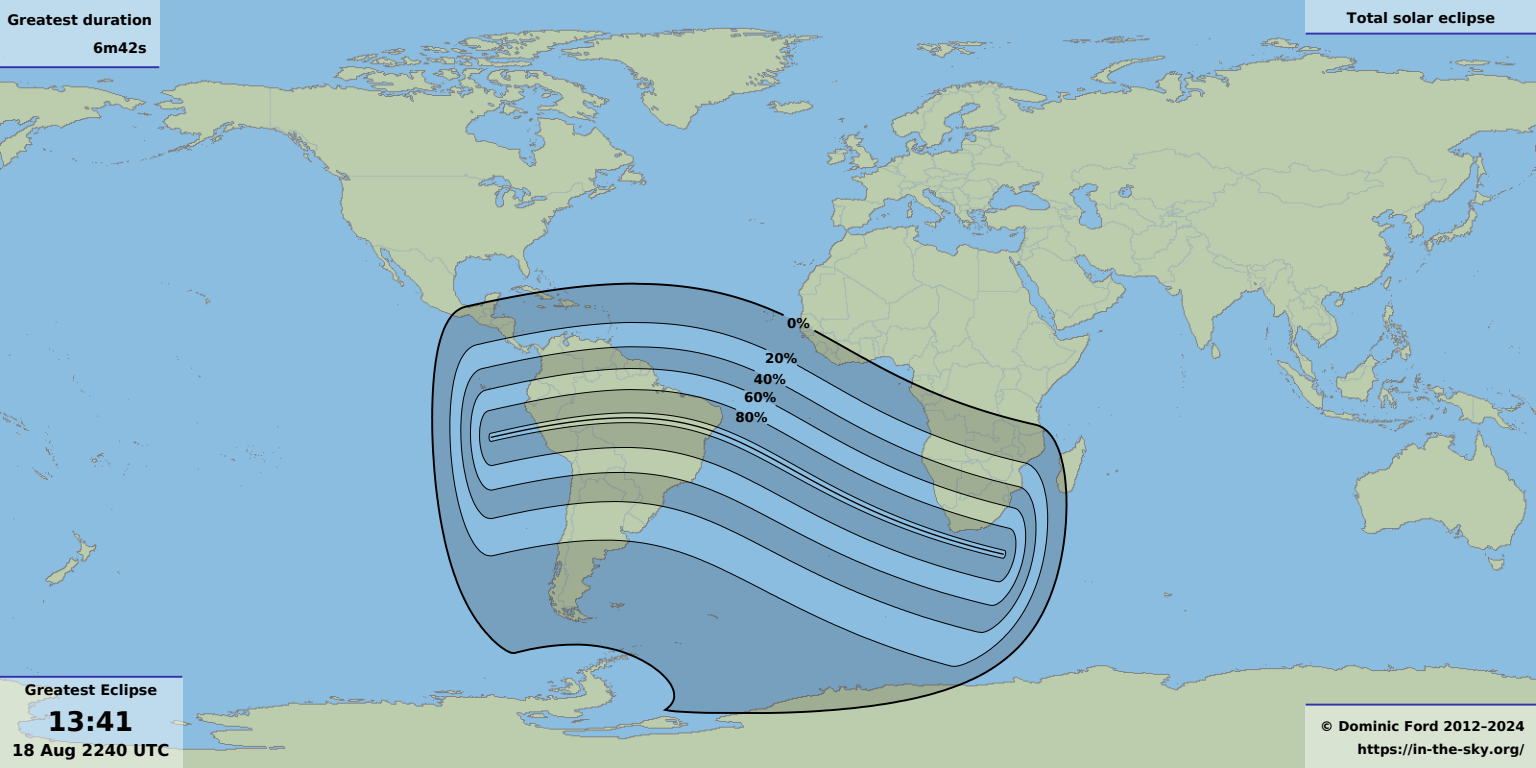 Greatest duration
6m42s
Total solar eclipse
0%
20%
40%
60%
80%
Greatest Eclipse
13:41
18 Aug 2240 UTC
© Dominic Ford 2012–2024
https://in-the-sky.org/